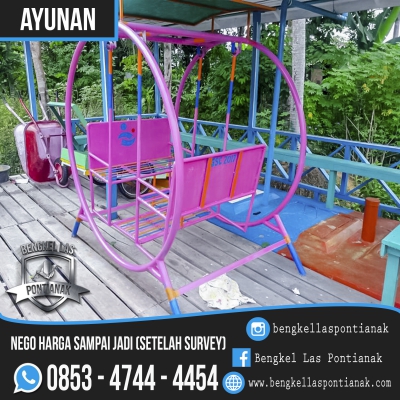 AYUNAN
BENGKEL LAS
PONTIANAK
NEGO HARGA SAMPAI JADI (SETELAH SURVEY)
0853 - 4744 - 4454
bengkellaspontianak
Bengkel Las Pontianak
www.bengkellaspontianak.com